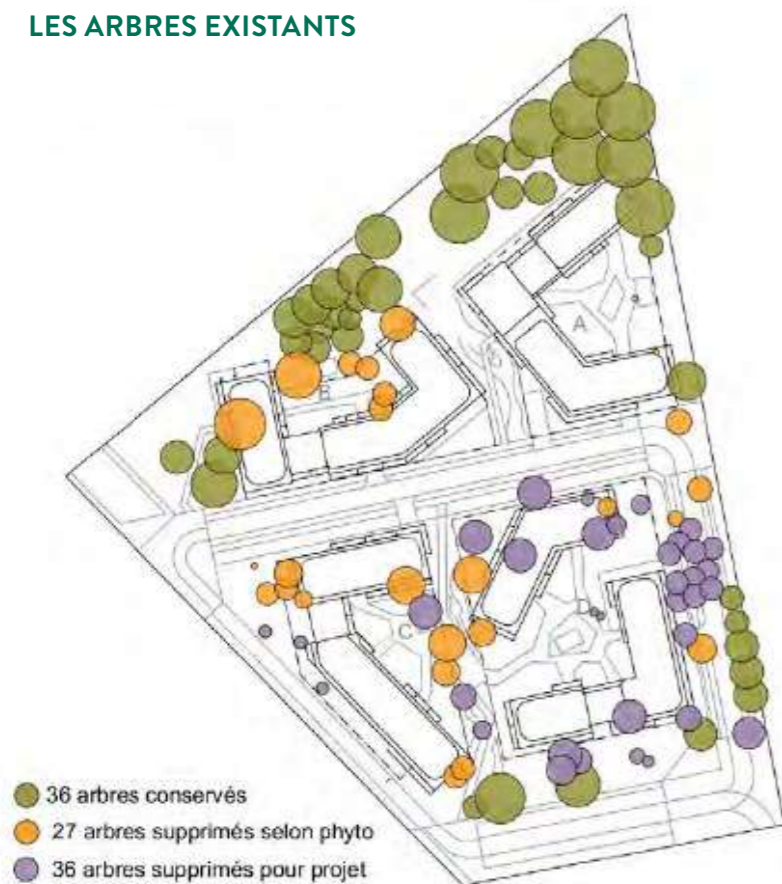 LES ARBRES EXISTANTS
A
B
C
D
36 arbres conservés
27 arbres supprimés selon phyto
36 arbres supprimés pour projet